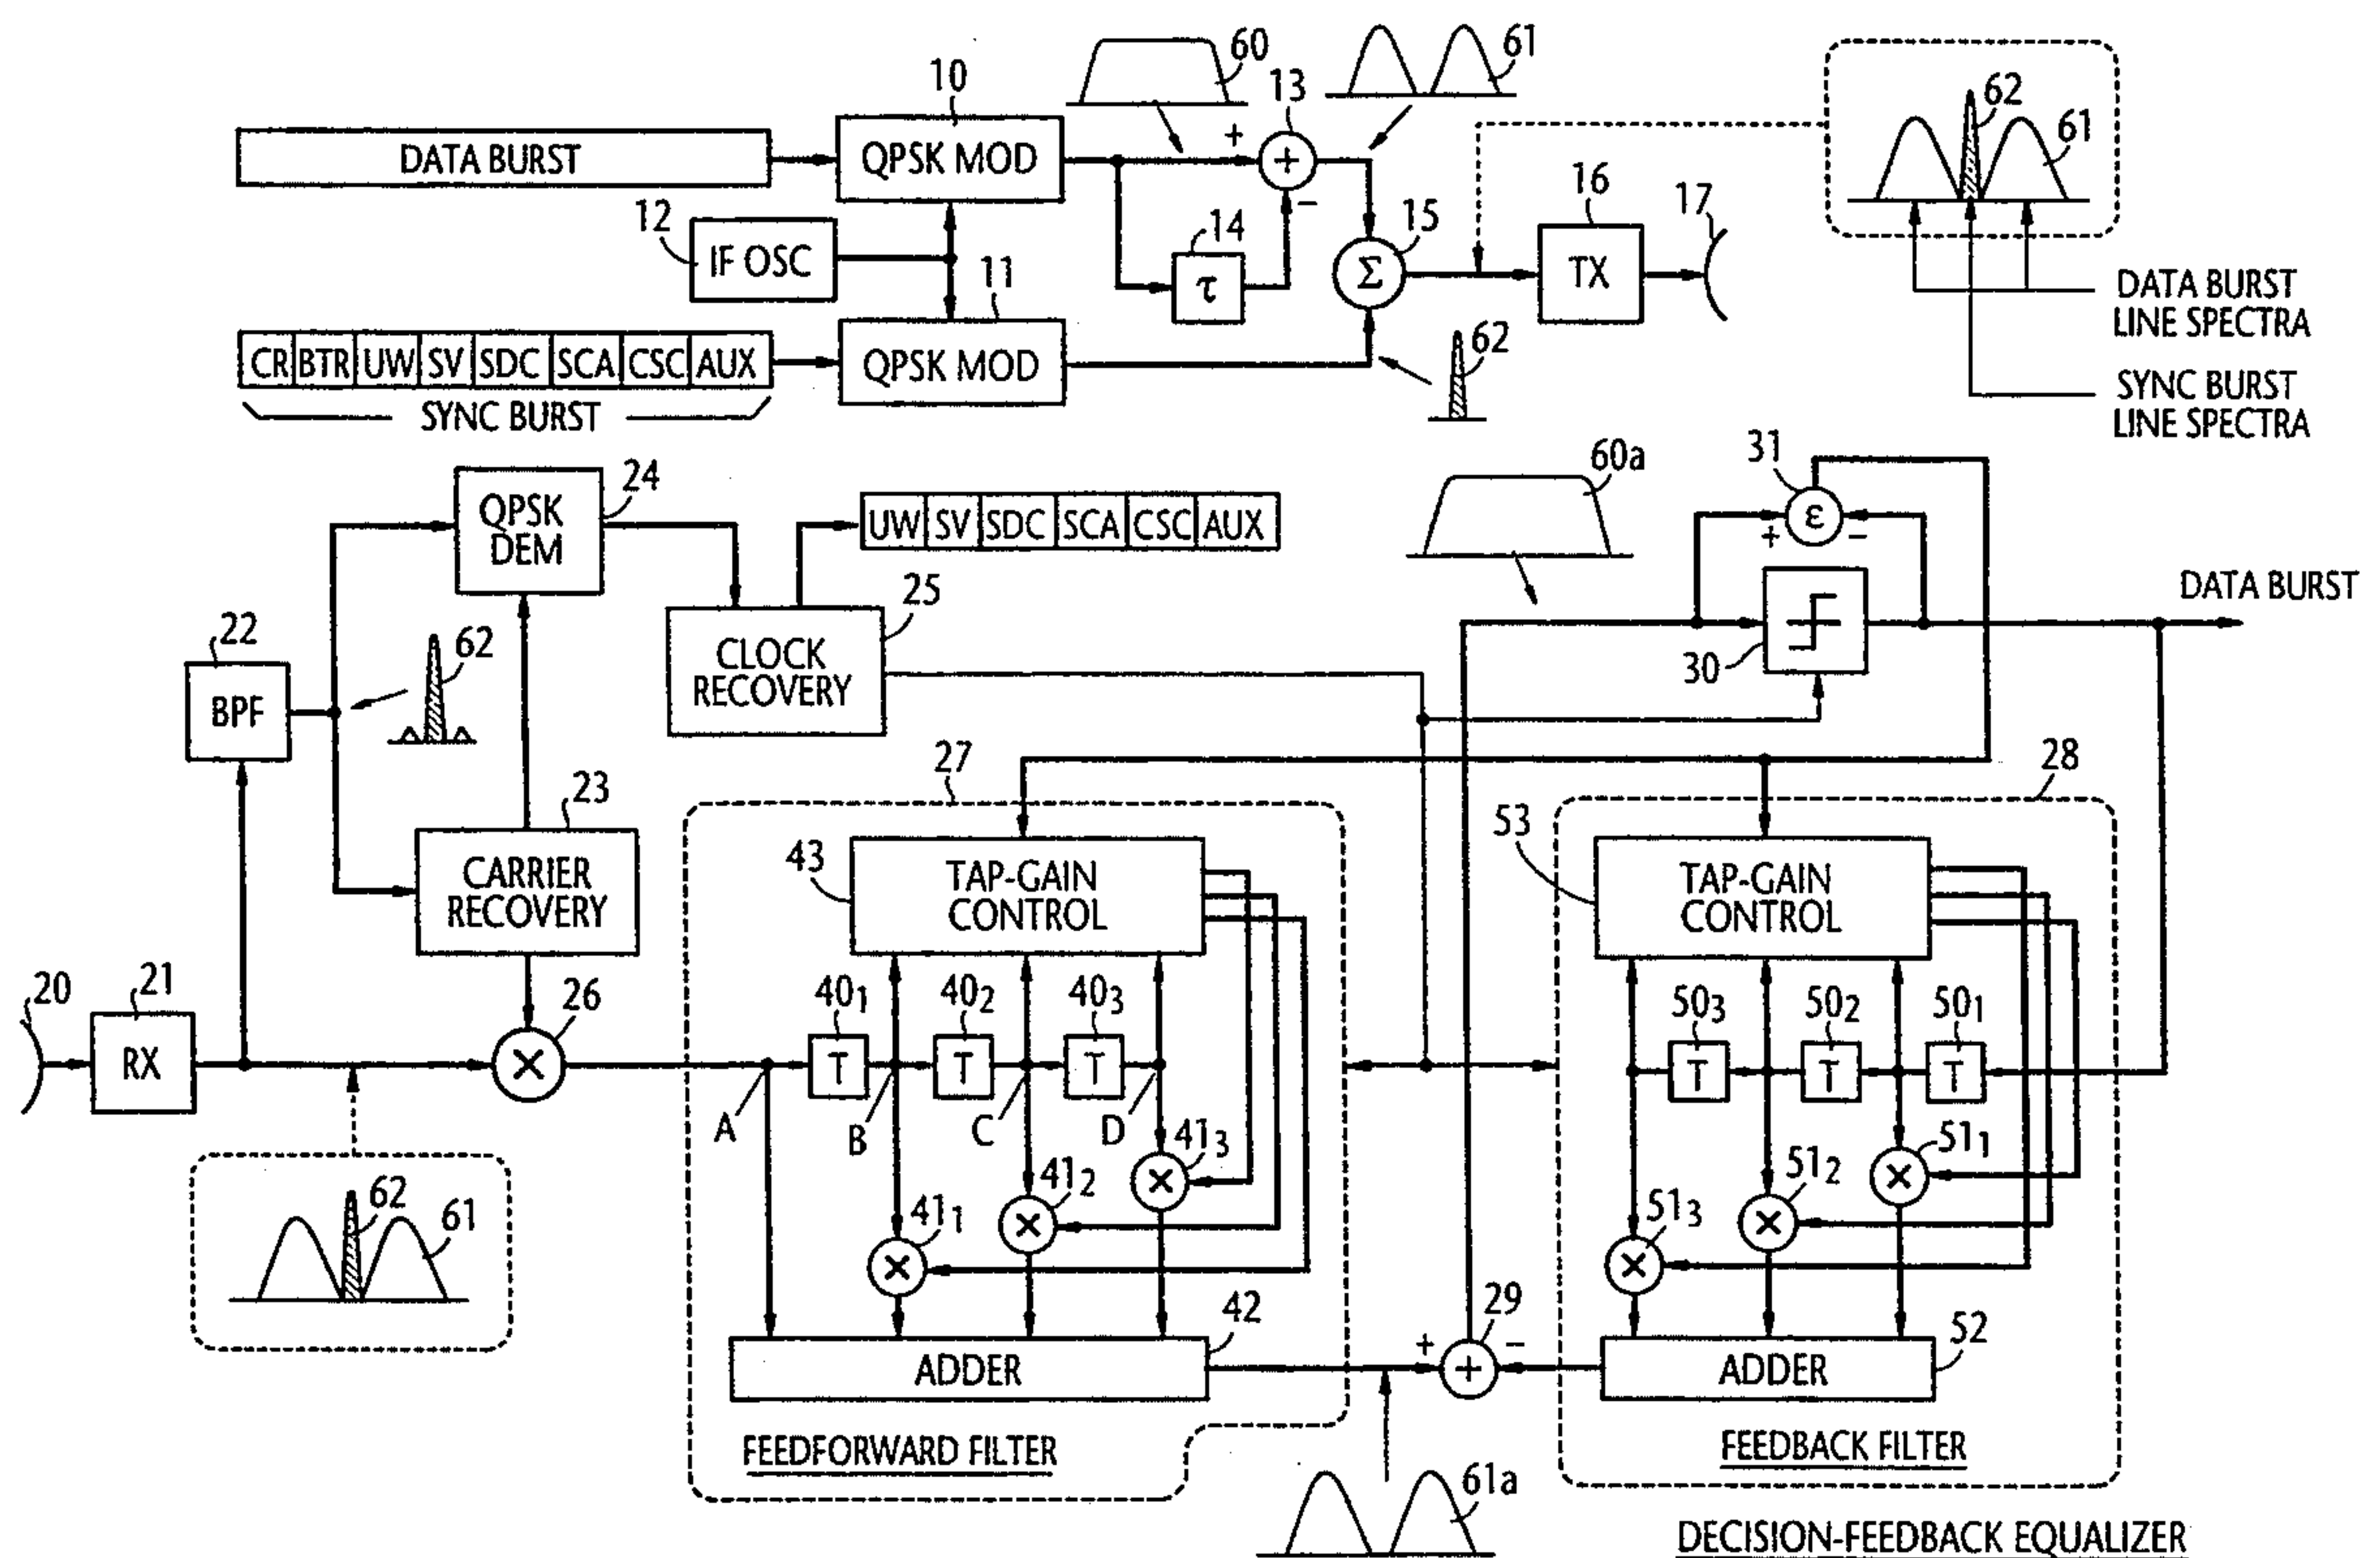 60
61
10
13
+
+
−
DATA BURST
QPSK MOD
62
61
12
IF OSC
14
τ
15
Σ
16
TX
17
11
DATA BURST
LINE SPECTRA
CR BTR UW SV SDC SCA CSC AUX
QPSK MOD
62
SYNC BURST
SYNC BURST
LINE SPECTRA
24
QPSK
DEM
UW SV SDC SCA CSC AUX
60a
31
ε
+ −
25
CLOCK
RECOVERY
30
DATA BURST
22
BPF
62
23
CARRIER
RECOVERY
27
28
43
TAP-GAIN
CONTROL
53
TAP-GAIN
CONTROL
20
21
RX
26
×
40₁ 40₂ 40₃
T T T
50₃ 50₂ 50₁
T T T
A B C D
41₃
×
41₂
×
41₁
×
51₁
×
51₂
×
51₃
×
62
61
42
ADDER
29
+ −
+
52
ADDER
FEEDFORWARD FILTER
FEEDBACK FILTER
61a
DECISION-FEEDBACK EQUALIZER